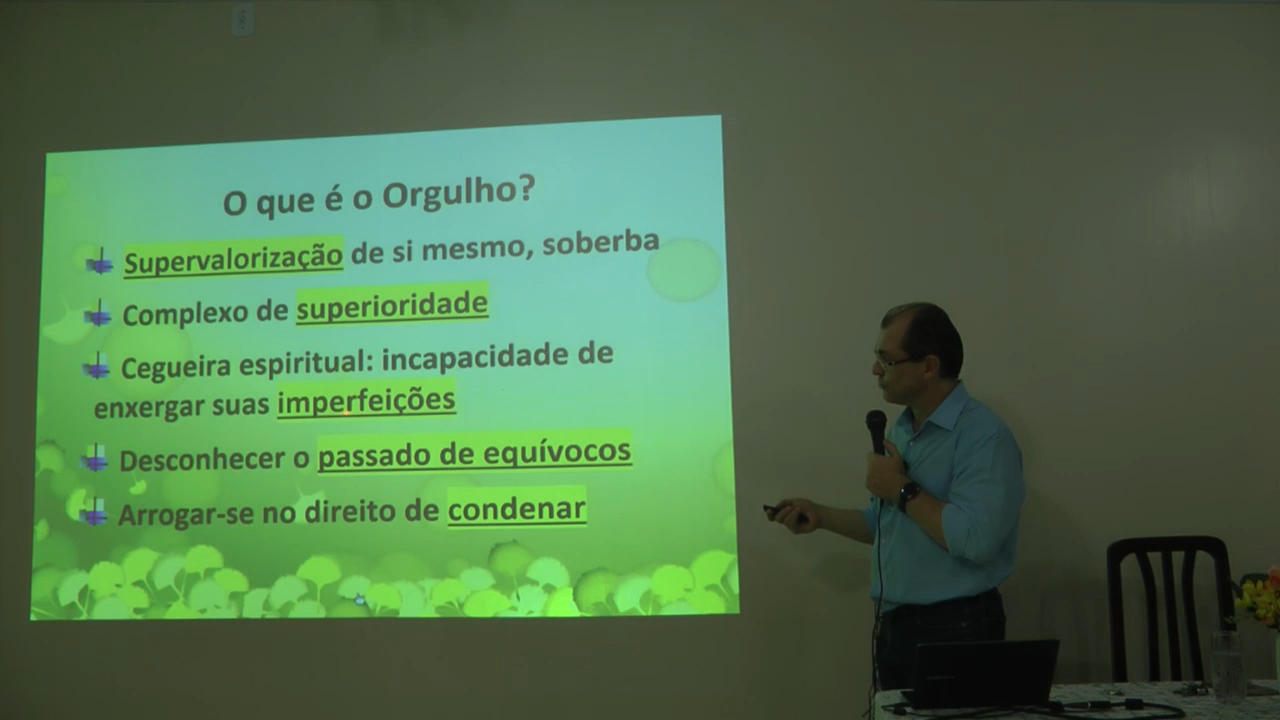 O que é o Orgulho?
Supervalorização de si mesmo, soberba
Complexo de superioridade
Cegueira espiritual: incapacidade de
enxergar suas imperfeições
Desconhecer o passado de equívocos
Arrogar-se no direito de condenar